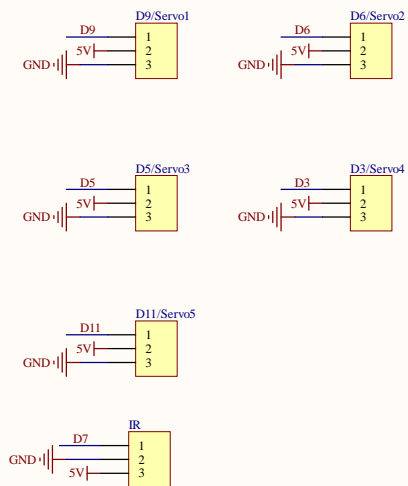 D9/Servo1
D9 1
5V 2
GND 3
D6/Servo2
D6 1
5V 2
GND 3
D5/Servo3
D5 1
5V 2
GND 3
D3/Servo4
D3 1
5V 2
GND 3
D11/Servo5
D11 1
5V 2
GND 3
IR
D7 1
GND 2
5V 3